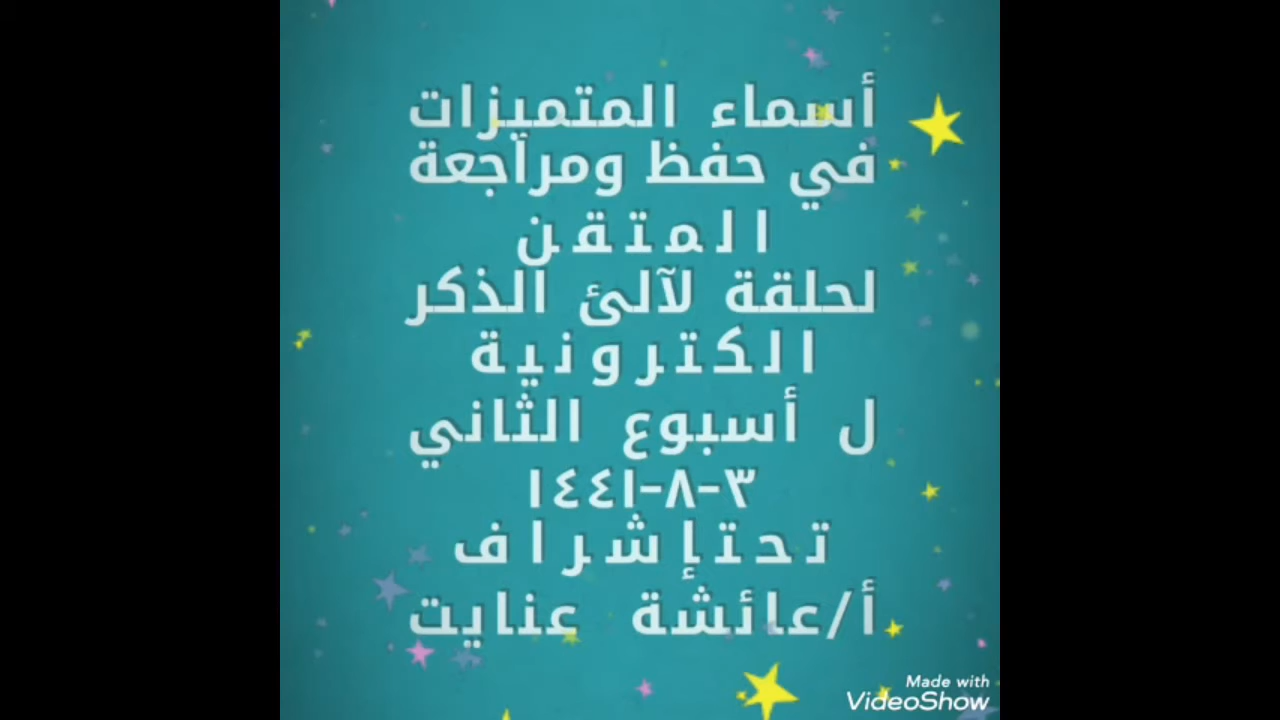 أسماء المتميزات
في حفظ ومراجعة
المتقن
لحلقة لآلئ الذكر
الكترونية
ل أسبوع الثاني
٣-٨-١٤٤١
تحتإشراف
أ/عائشة عنايت
Made with
VideoShow